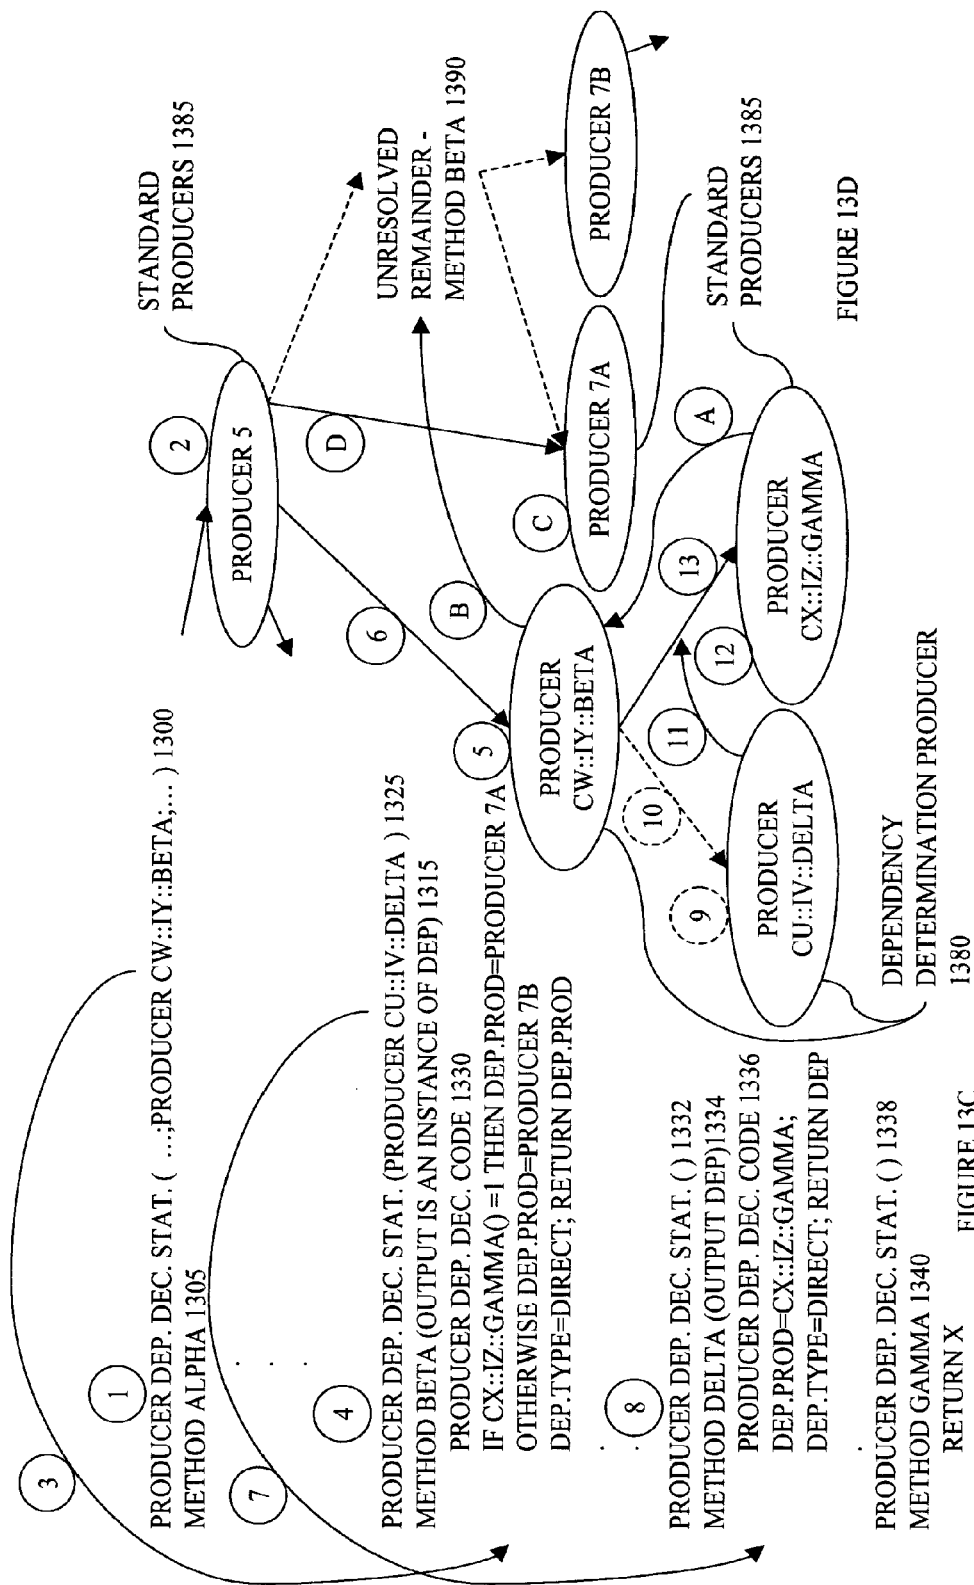 3
1
PRODUCER DEP. DEC. STAT. ( ...;PRODUCER CW::IY::BETA;... ) 1300
METHOD ALPHA 1305
7
4
PRODUCER DEP. DEC. STAT. (PRODUCER CU::IV::DELTA ) 1325
METHOD BETA (OUTPUT IS AN INSTANCE OF DEP) 1315
PRODUCER DEP. DEC. CODE 1330
IF CX::IZ::GAMMA() =1 THEN DEP.PROD=PRODUCER 7A
OTHERWISE DEP.PROD=PRODUCER 7B
DEP.TYPE=DIRECT; RETURN DEP.PROD
8
PRODUCER DEP. DEC. STAT. ( ) 1332
METHOD DELTA (OUTPUT DEP)1334
PRODUCER DEP. DEC. CODE 1336
DEP.PROD=CX::IZ::GAMMA;
DEP.TYPE=DIRECT; RETURN DEP
PRODUCER DEP. DEC. STAT. ( ) 1338
METHOD GAMMA 1340
RETURN X
FIGURE 13C
2
PRODUCER 5
STANDARD
PRODUCERS 1385
6
D
B
UNRESOLVED
REMAINDER -
METHOD BETA 1390
5
PRODUCER
CW::IY::BETA
C
PRODUCER 7A
PRODUCER 7B
10
11
13
A
9
12
PRODUCER
CU::IV::DELTA
PRODUCER
CX::IZ::GAMMA
STANDARD
PRODUCERS 1385
DEPENDENCY
DETERMINATION PRODUCER
1380
FIGURE 13D